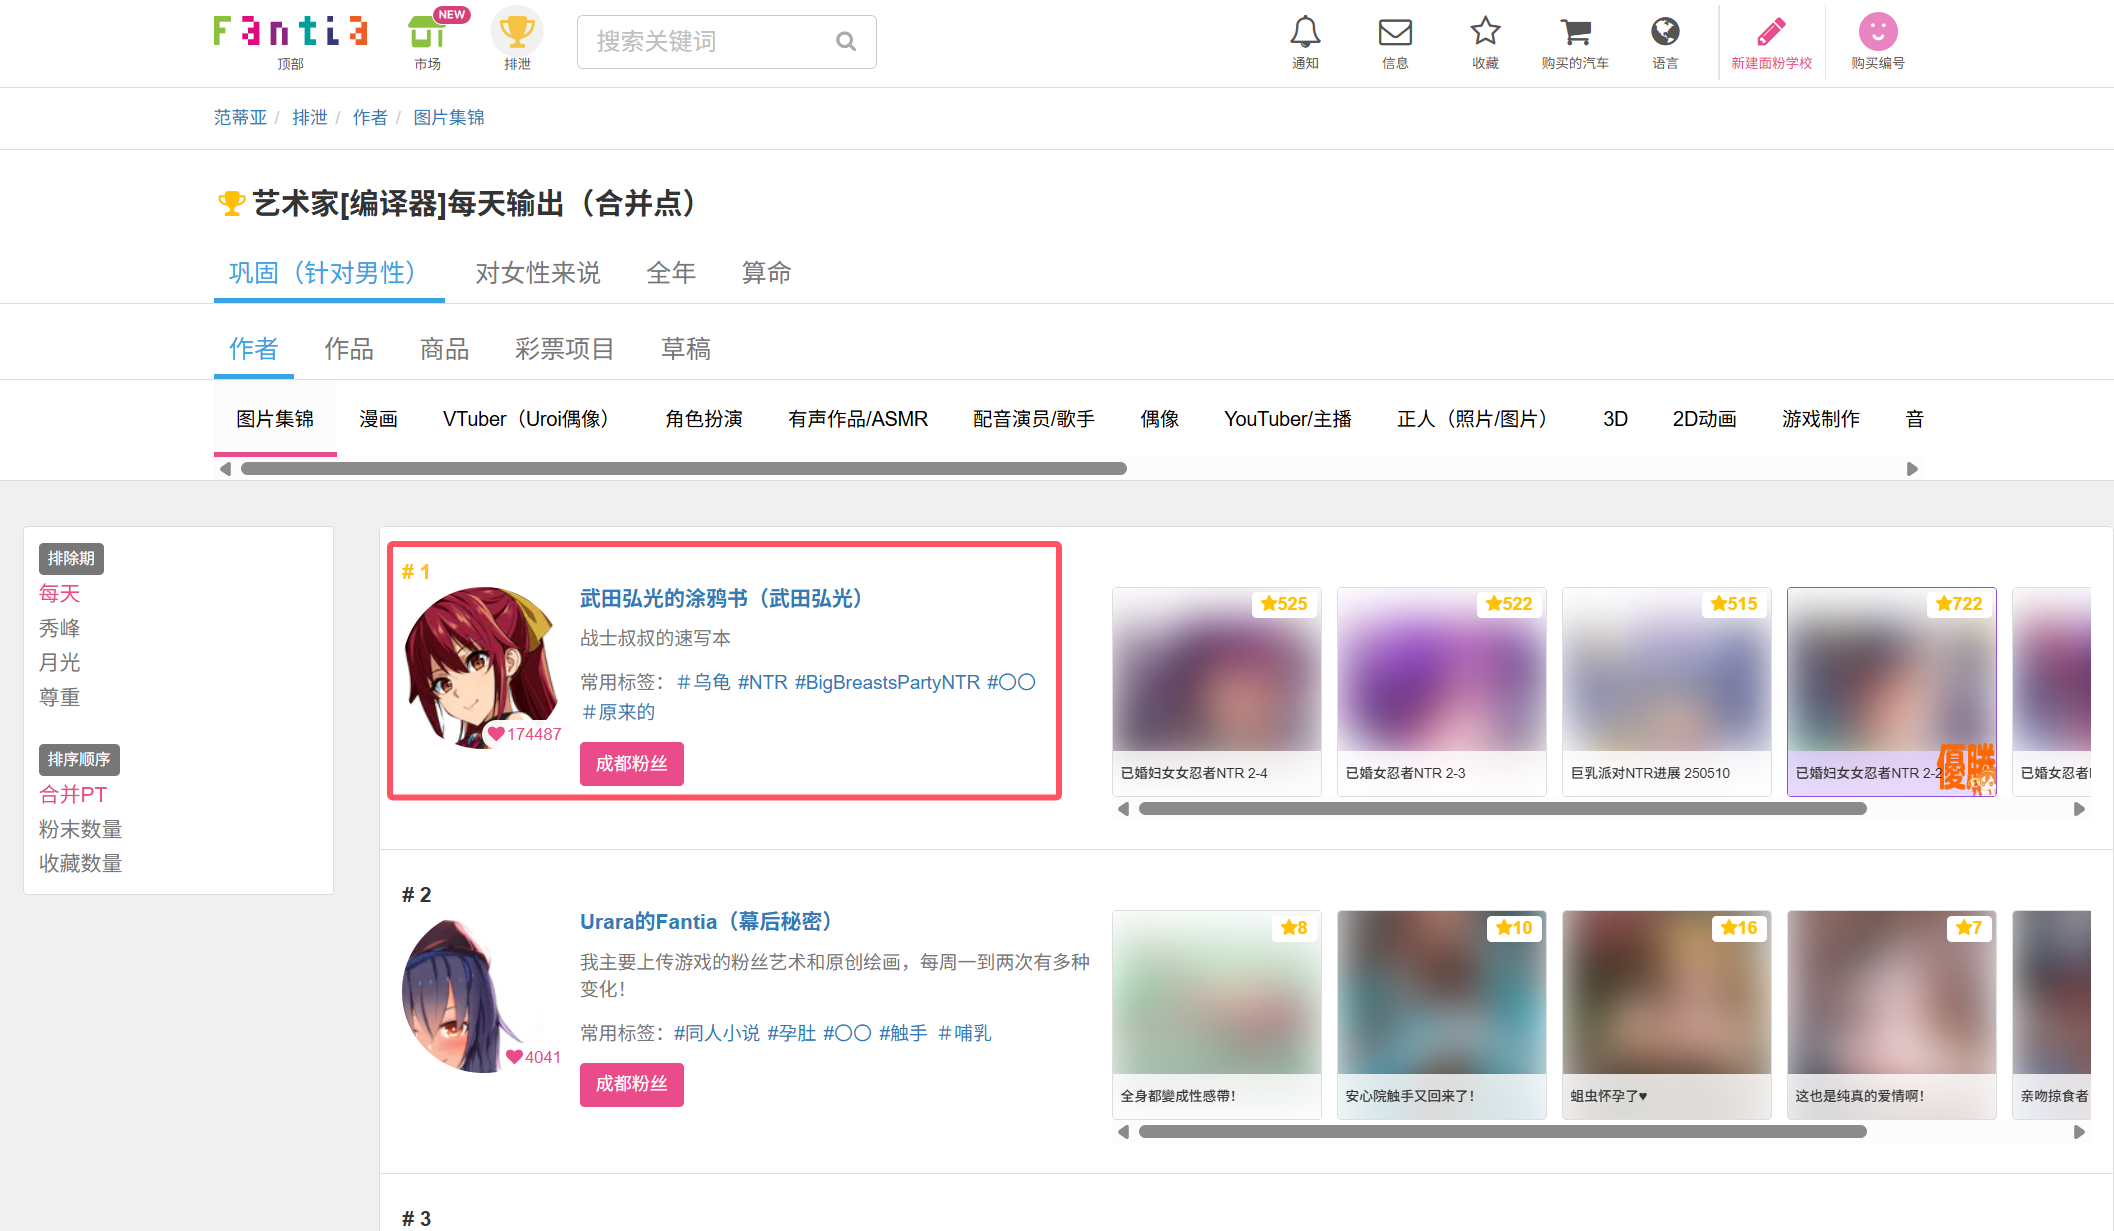 Fantia
顶部
NEW
市场
排泄
搜索关键词
通知
信息
收藏
购买的汽车
语言
新建面粉学校
购买编号
范蒂亚 / 排泄 / 作者 / 图片集锦
艺术家[编译器]每天输出（合并点）
巩固（针对男性） 对女性来说 全年 算命
作者 作品 商品 彩票项目 草稿
图片集锦 漫画 VTuber（Uroi偶像） 角色扮演 有声作品/ASMR 配音演员/歌手 偶像 YouTuber/主播 正人（照片/图片） 3D 2D动画 游戏制作 音
排除期
每天
秀峰
月光
尊重
排序顺序
合并PT
粉末数量
收藏数量
# 1
武田弘光的涂鸦书（武田弘光）
战士叔叔的速写本
常用标签：＃乌龟 #NTR #BigBreastsPartyNTR #〇〇
＃原来的
174487
成都粉丝
525
已婚妇女女忍者NTR 2-4
522
已婚女忍者NTR 2-3
515
巨乳派对NTR进展 250510
722
已婚妇女女忍者NTR 2-2
優勝
已婚女忍者
# 2
Urara的Fantia（幕后秘密）
我主要上传游戏的粉丝艺术和原创绘画，每周一到两次有多种
变化！
常用标签：#同人小说 #孕肚 #〇〇 #触手 ＃哺乳
4041
成都粉丝
8
全身都變成性感帶！
10
安心院触手又回来了！
16
蛆虫怀孕了♥
7
这也是纯真的爱情啊！
亲吻掠食者
# 3